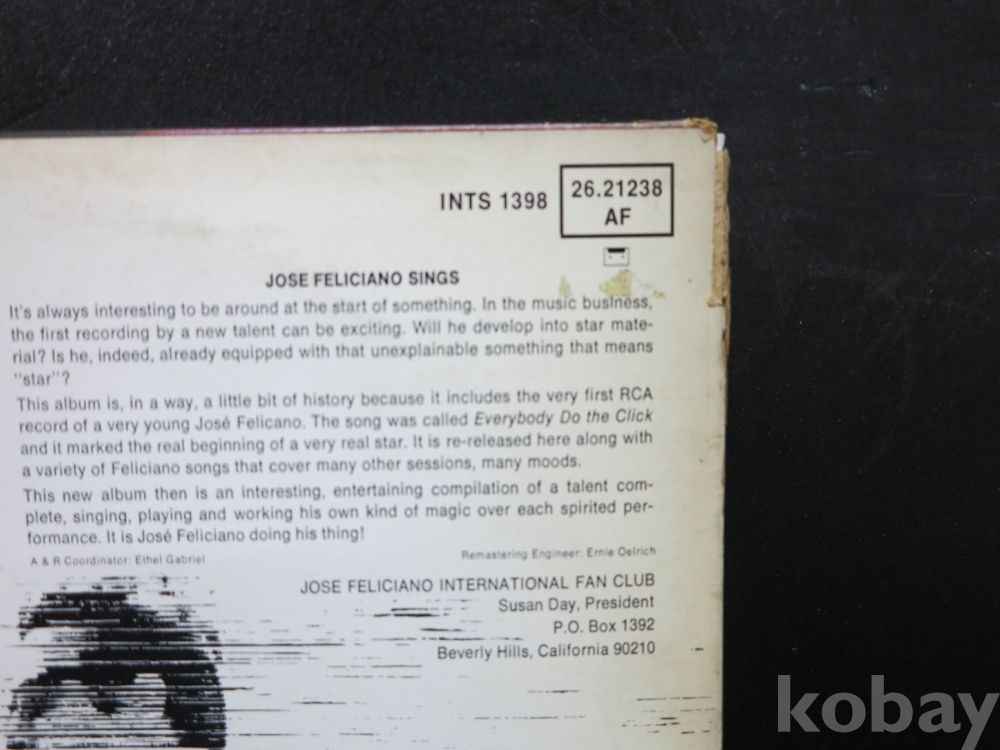 INTS 1398
26.21238
AF
JOSE FELICIANO SINGS
It's always interesting to be around at the start of something. In the music business,
the first recording by a new talent can be exciting. Will he develop into star mate-
rial? Is he, indeed, already equipped with that unexplainable something that means
"star"?
This album is, in a way, a little bit of history because it includes the very first RCA
record of a very young José Felicano. The song was called Everybody Do the Click
and it marked the real beginning of a very real star. It is re-released here along with
a variety of Feliciano songs that cover many other sessions, many moods.
This new album then is an interesting, entertaining compilation of a talent com-
plete, singing, playing and working his own kind of magic over each spirited per-
formance. It is José Feliciano doing his thing!
A & R Coordinator: Ethel Gabriel
Remastering Engineer: Ernie Oelrich
JOSE FELICIANO INTERNATIONAL FAN CLUB
Susan Day, President
P.O. Box 1392
Beverly Hills, California 90210
kobay